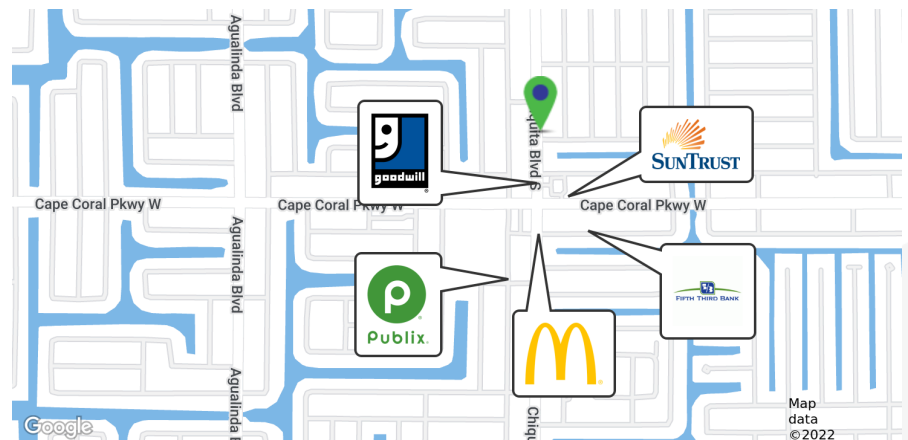 Agualinda Blvd
quita Blvd S
goodwill
SUNTRUST
Cape Coral Pkwy W
Cape Coral Pkwy W
Cape Coral Pkwy W
Agualinda Blvd
Publix.
FIFTH THIRD BANK
Agualinda B
Chiqu
Google
Map
data
©2022